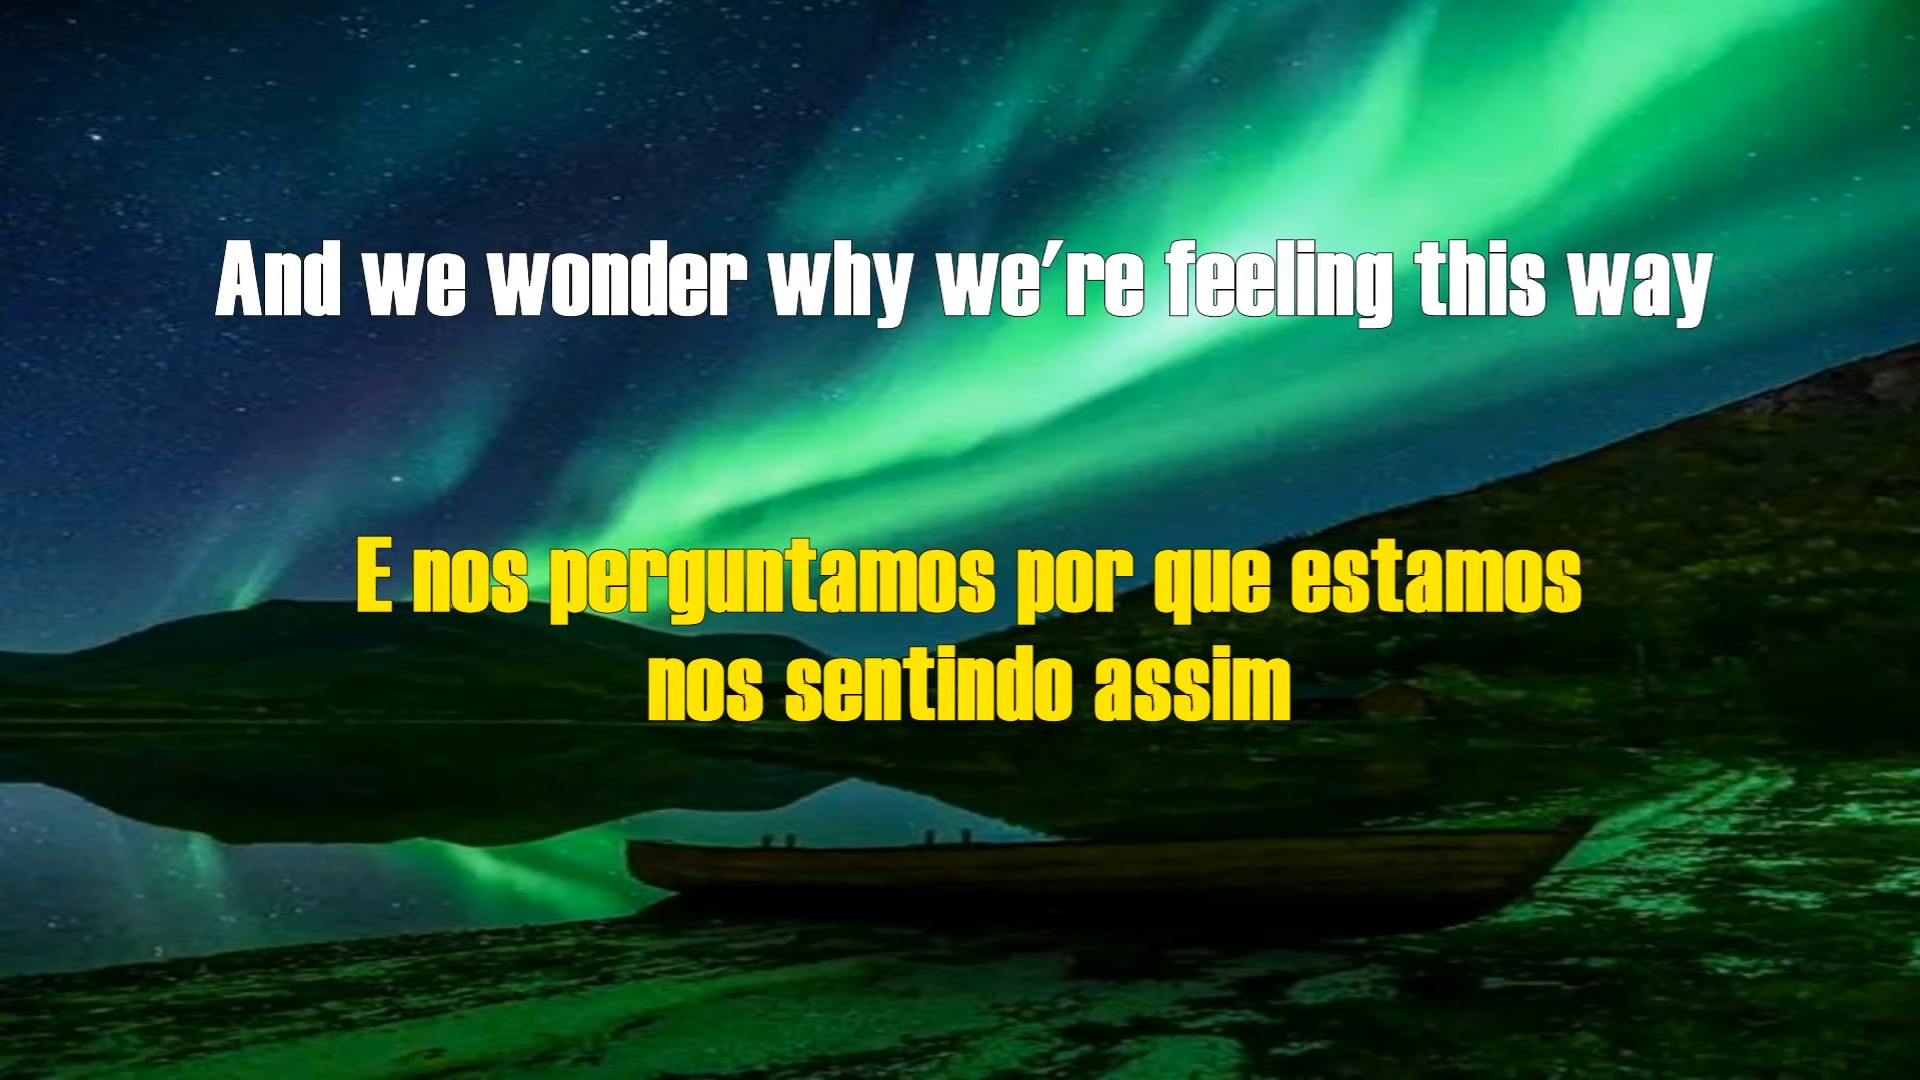 And we wonder why we're feeling this way
E nos perguntamos por que estamos
nos sentindo assim